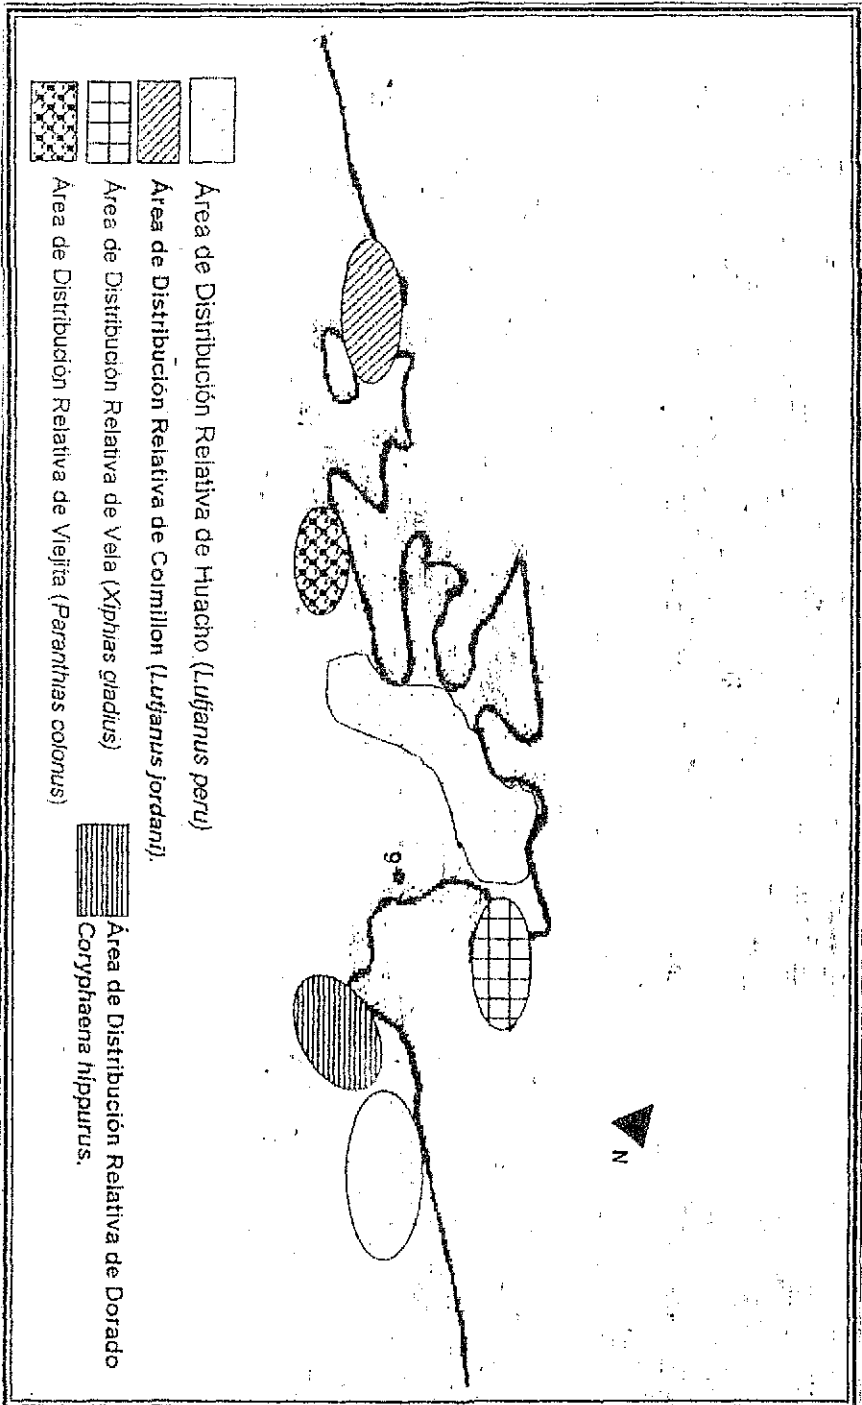 N
9
Área de Distribución Relativa de Huacho (Lutjanus peru)
Área de Distribución Relativa de Colmillon (Lutjanus jordani).
Área de Distribución Relativa de Vela (Xiphias gladius)
Área de Distribución Relativa de Viejita (Paranthias colonus)
Área de Distribución Relativa de Dorado
Coryphaena hippurus.